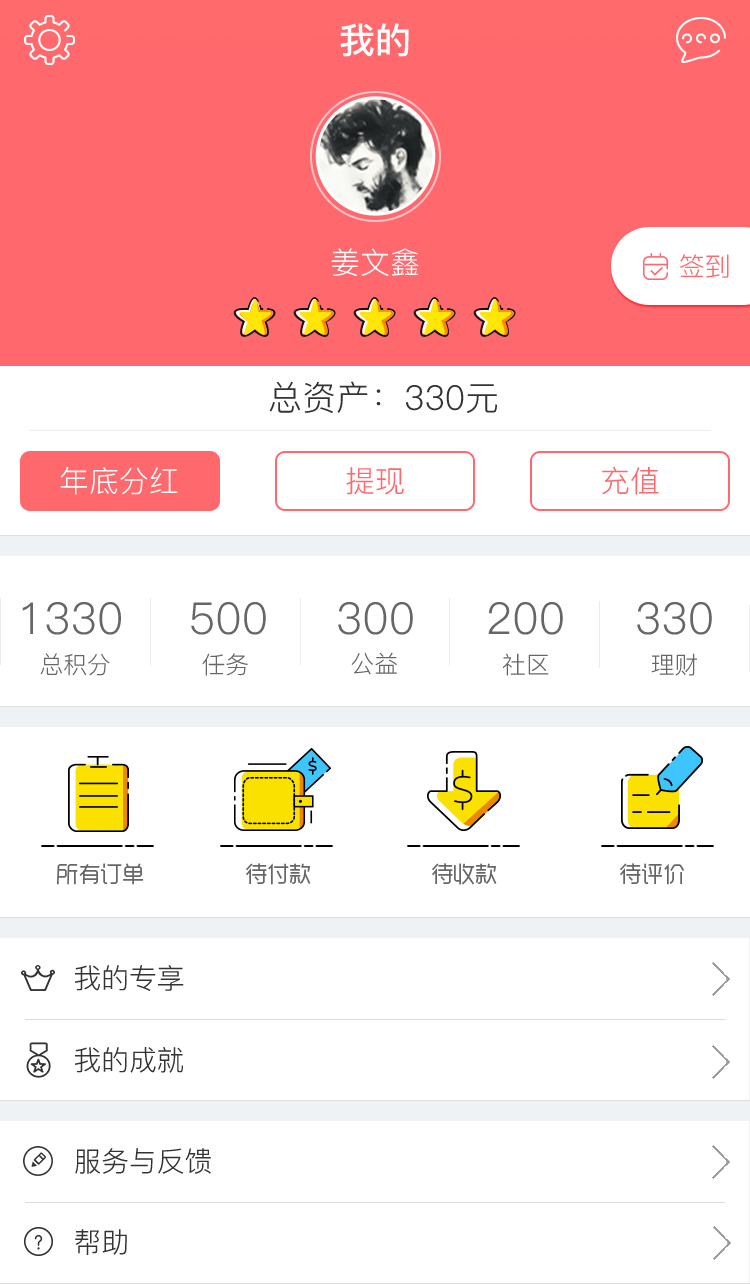 我的
姜文鑫
签到
总资产：330元
年底分红 提现 充值
1330 500 300 200 330
总积分 任务 公益 社区 理财
所有订单 待付款 待收款 待评价
我的专享
我的成就
服务与反馈
帮助